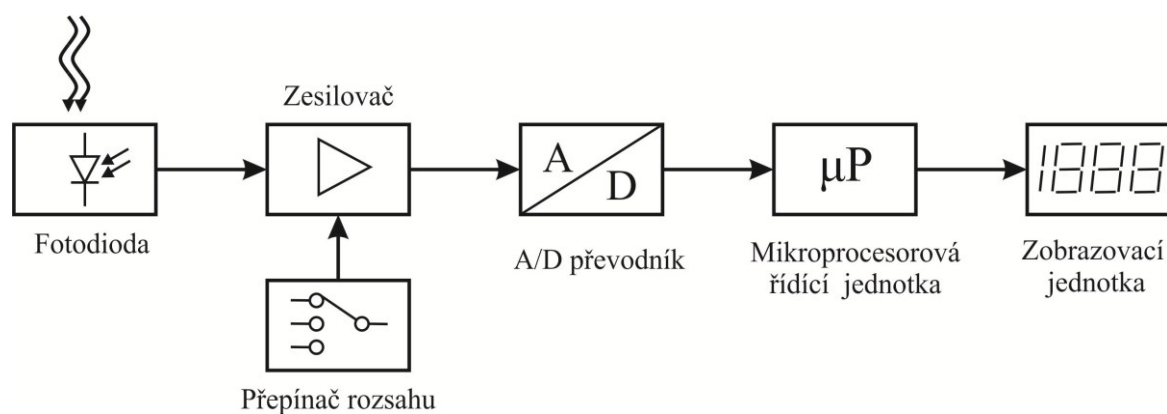 Zesilovač
A
D
μP
1888
Fotodioda
A/D převodník
Mikroprocesorová
řídící jednotka
Zobrazovací
jednotka
Přepínač rozsahu